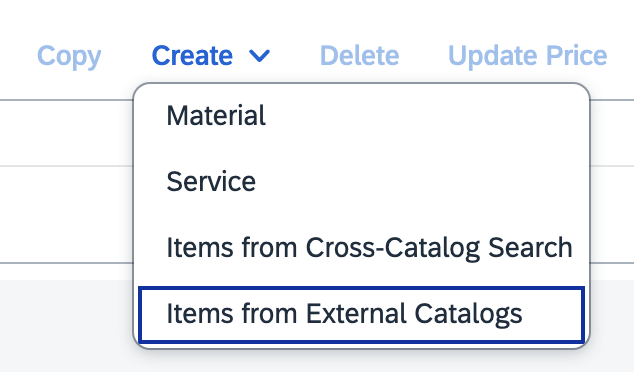 Copy Create Delete Update Price
Material
Service
Items from Cross-Catalog Search
Items from External Catalogs